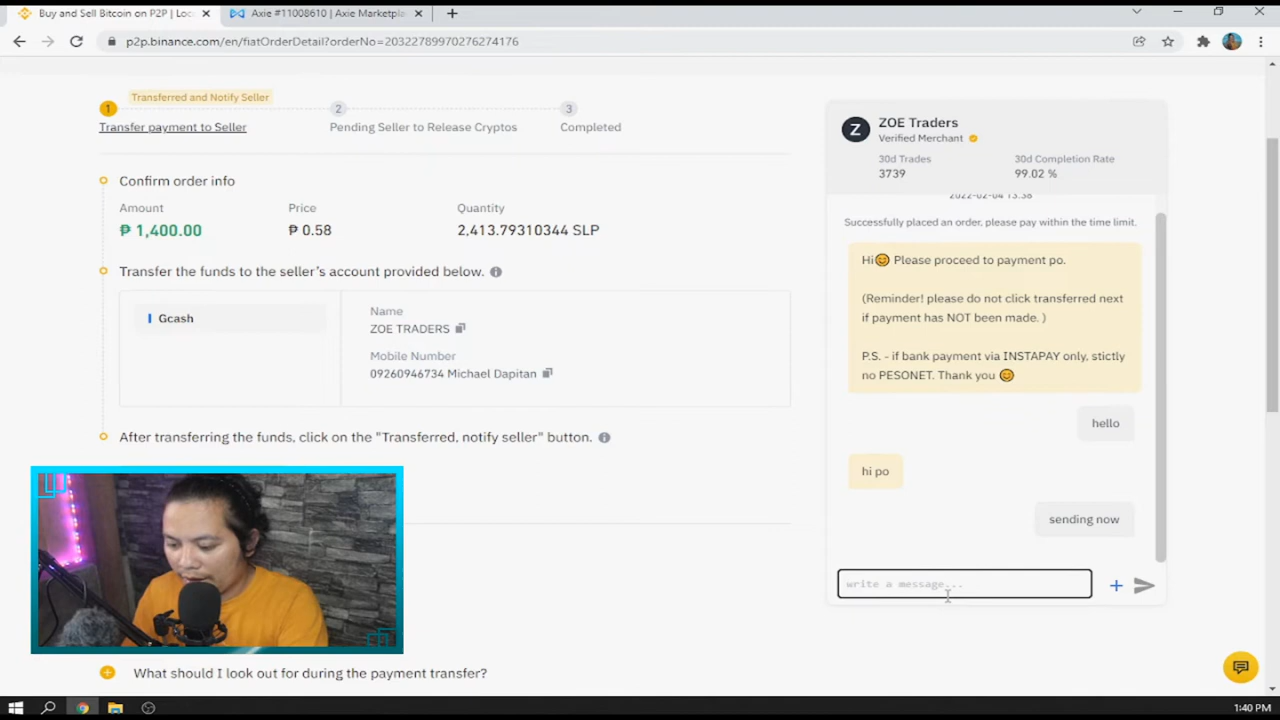 Buy and Sell Bitcoin on P2P | Loc
Axie #11008610 | Axie Marketpla
p2p.binance.com/en/fiatOrderDetail?orderNo=20322789970276274176
Transferred and Notify Seller
1
2
3
Transfer payment to Seller
Pending Seller to Release Cryptos
Completed
Confirm order info
Amount
Price
Quantity
₱ 1,400.00
₱ 0.58
2,413.79310344 SLP
Transfer the funds to the seller's account provided below.
Gcash
Name
ZOE TRADERS
Mobile Number
09260946734 Michael Dapitan
After transferring the funds, click on the "Transferred, notify seller" button.
What should I look out for during the payment transfer?
Z
ZOE Traders
Verified Merchant
30d Trades
30d Completion Rate
3739
99.02 %
2022-02-04 13:38
Successfully placed an order, please pay within the time limit.
Hi😊 Please proceed to payment po.
(Reminder! please do not click transferred next
if payment has NOT been made. )
P.S. - if bank payment via INSTAPAY only, stictly
no PESONET. Thank you 😊
hello
hi po
sending now
write a message...
1:40 PM